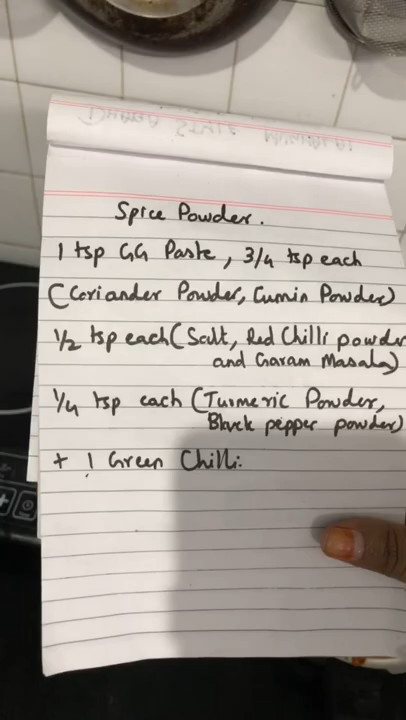 Spice Powder.
1 tsp GG Paste, 3/4 tsp each
(Coriander Powder, Cumin Powder)
1/2 tsp each (Salt, Red Chilli powder
and Garam Masala)
1/4 tsp each (Turmeric Powder,
Black pepper powder)
+ 1 Green Chilli.